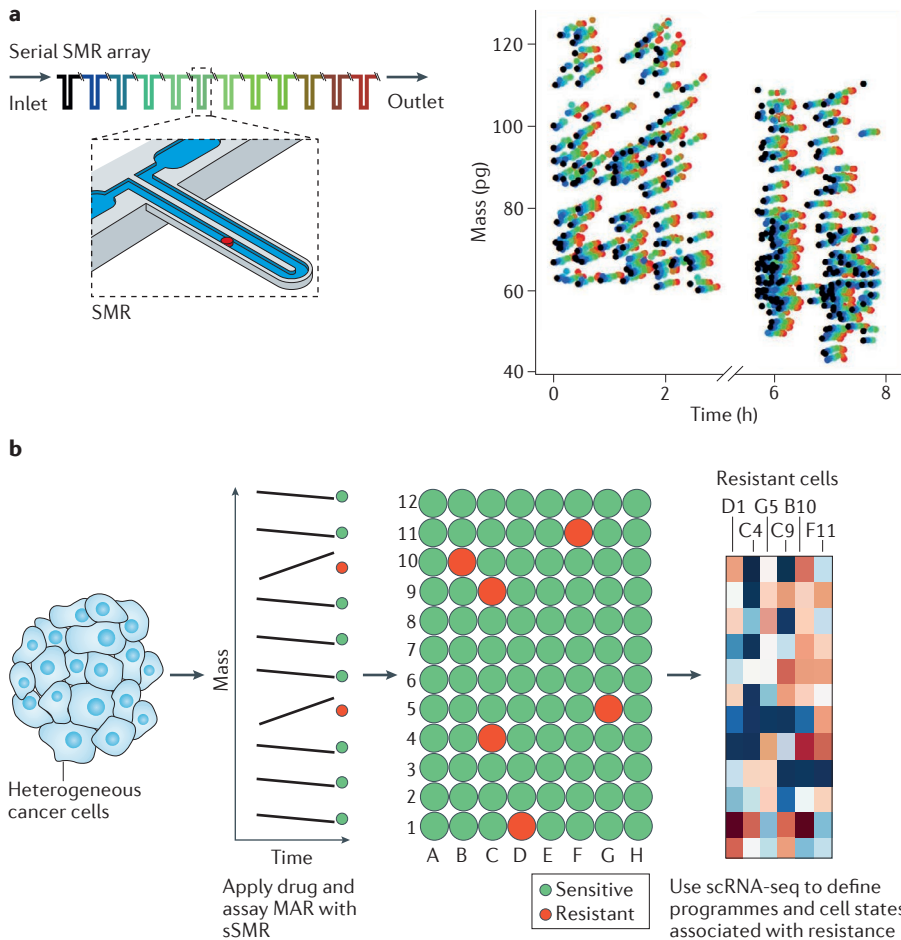 a
Serial SMR array
Inlet
Outlet
SMR
Mass (pg)
120
100
80
60
40
0
2
6
8
Time (h)
b
Heterogeneous
cancer cells
Mass
Time
Apply drug and
assay MAR with
sSMR
12
11
10
9
8
7
6
5
4
3
2
1
A B C D E F G H
Sensitive
Resistant
Resistant cells
D1 G5 B10
C4 C9 F11
Use scRNA-seq to define
programmes and cell states
associated with resistance